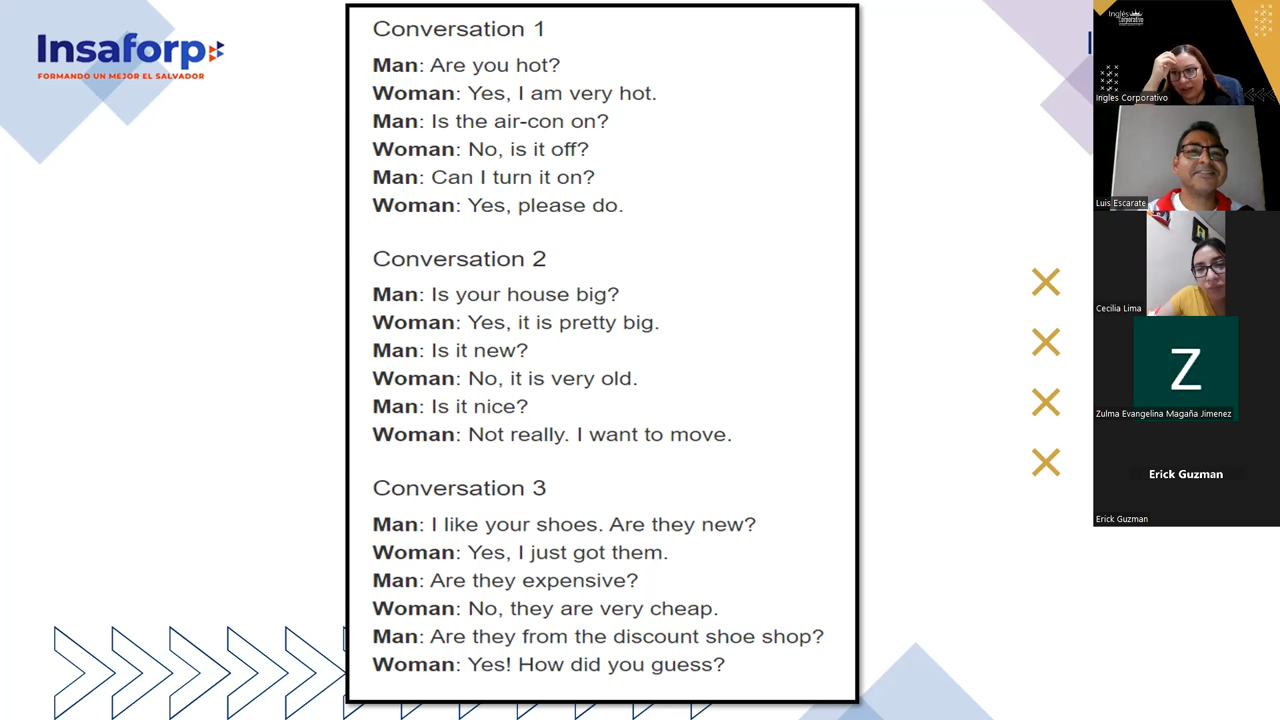 Insaforp
FORMANDO UN MEJOR EL SALVADOR
Conversation 1
Man: Are you hot?
Woman: Yes, I am very hot.
Man: Is the air-con on?
Woman: No, is it off?
Man: Can I turn it on?
Woman: Yes, please do.
Conversation 2
Man: Is your house big?
Woman: Yes, it is pretty big.
Man: Is it new?
Woman: No, it is very old.
Man: Is it nice?
Woman: Not really. I want to move.
Conversation 3
Man: I like your shoes. Are they new?
Woman: Yes, I just got them.
Man: Are they expensive?
Woman: No, they are very cheap.
Man: Are they from the discount shoe shop?
Woman: Yes! How did you guess?
Inglés
Corporativo
Ingles Corporativo
Luis Escarate
Cecilia Lima
Z
Zulma Evangelina Magaña Jimenez
Erick Guzman
Erick Guzman